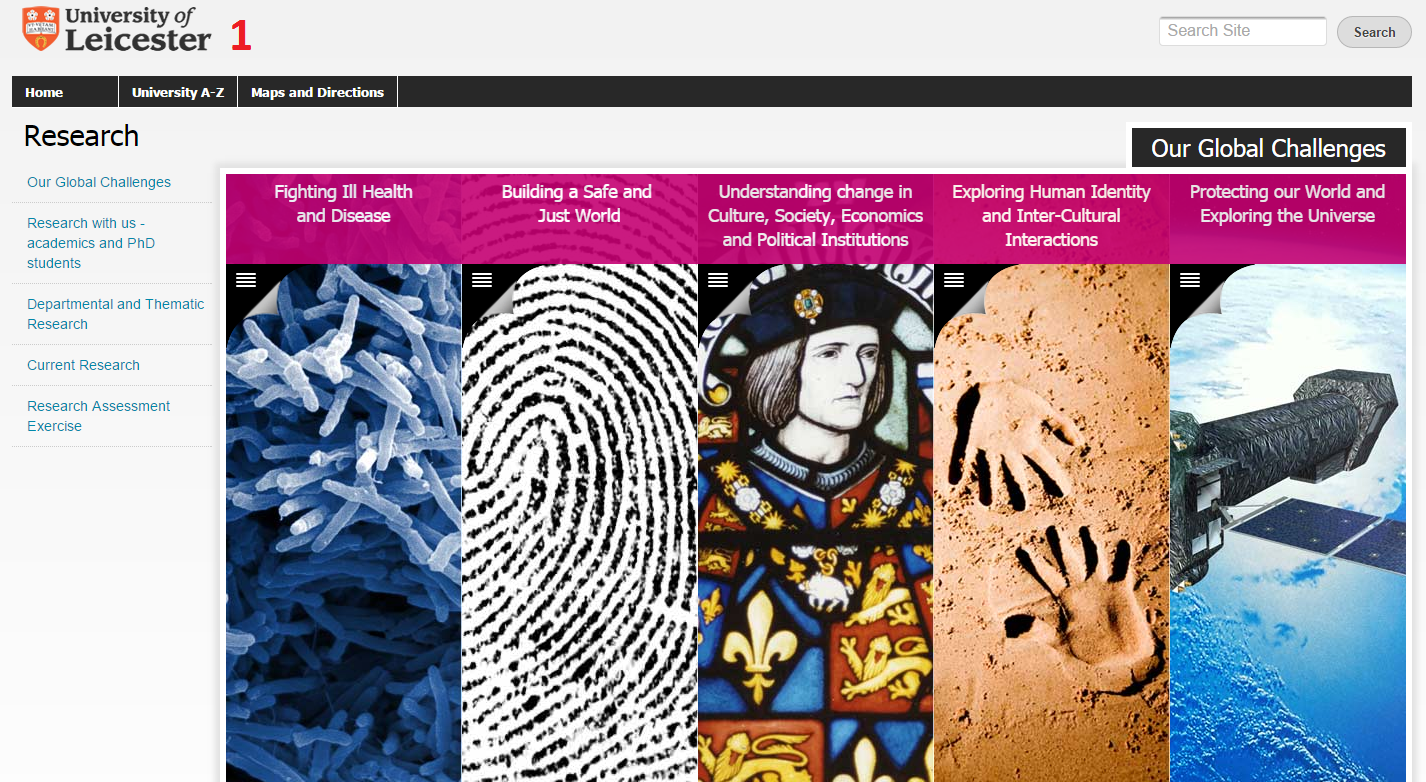 University of
Leicester
1
Search Site
Search
Home
University A-Z
Maps and Directions
Research
Our Global Challenges
Our Global Challenges
Research with us -
academics and PhD
students
Departmental and Thematic
Research
Current Research
Research Assessment
Exercise
Fighting Ill Health
and Disease
Building a Safe and
Just World
Understanding change in
Culture, Society, Economics
and Political Institutions
Exploring Human Identity
and Inter-Cultural
Interactions
Protecting our World and
Exploring the Universe